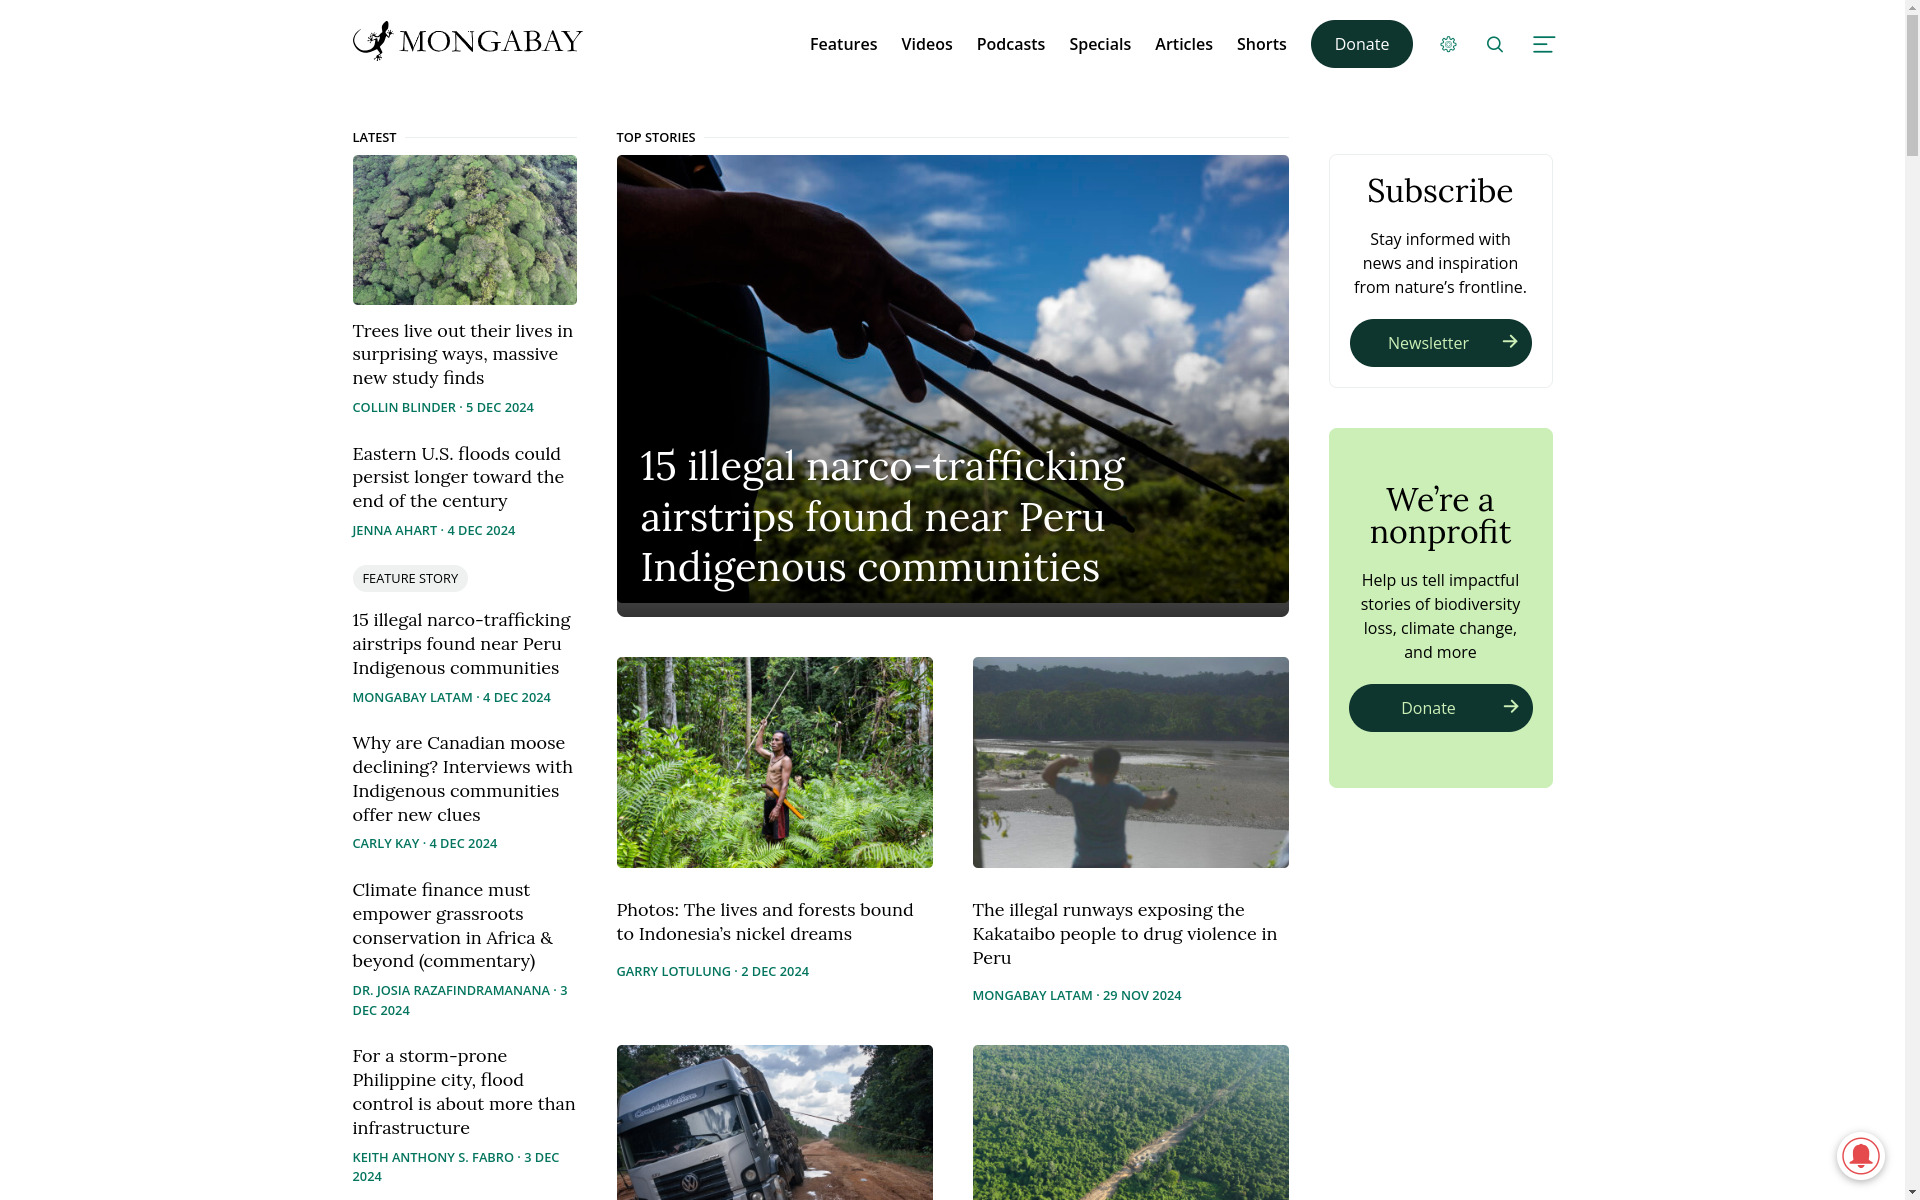 MONGABAY
Features
Videos
Podcasts
Specials
Articles
Shorts
Donate
LATEST
Trees live out their lives in
surprising ways, massive
new study finds
COLLIN BLINDER · 5 DEC 2024
Eastern U.S. floods could
persist longer toward the
end of the century
JENNA AHART · 4 DEC 2024
FEATURE STORY
15 illegal narco-trafficking
airstrips found near Peru
Indigenous communities
MONGABAY LATAM · 4 DEC 2024
Why are Canadian moose
declining? Interviews with
Indigenous communities
offer new clues
CARLY KAY · 4 DEC 2024
Climate finance must
empower grassroots
conservation in Africa &
beyond (commentary)
DR. JOSIA RAZAFINDRAMANANA · 3
DEC 2024
For a storm-prone
Philippine city, flood
control is about more than
infrastructure
KEITH ANTHONY S. FABRO · 3 DEC
2024
TOP STORIES
15 illegal narco-trafficking
airstrips found near Peru
Indigenous communities
Photos: The lives and forests bound
to Indonesia’s nickel dreams
GARRY LOTULUNG · 2 DEC 2024
The illegal runways exposing the
Kakataibo people to drug violence in
Peru
MONGABAY LATAM · 29 NOV 2024
Subscribe
Stay informed with
news and inspiration
from nature’s frontline.
Newsletter
We’re a
nonprofit
Help us tell impactful
stories of biodiversity
loss, climate change,
and more
Donate